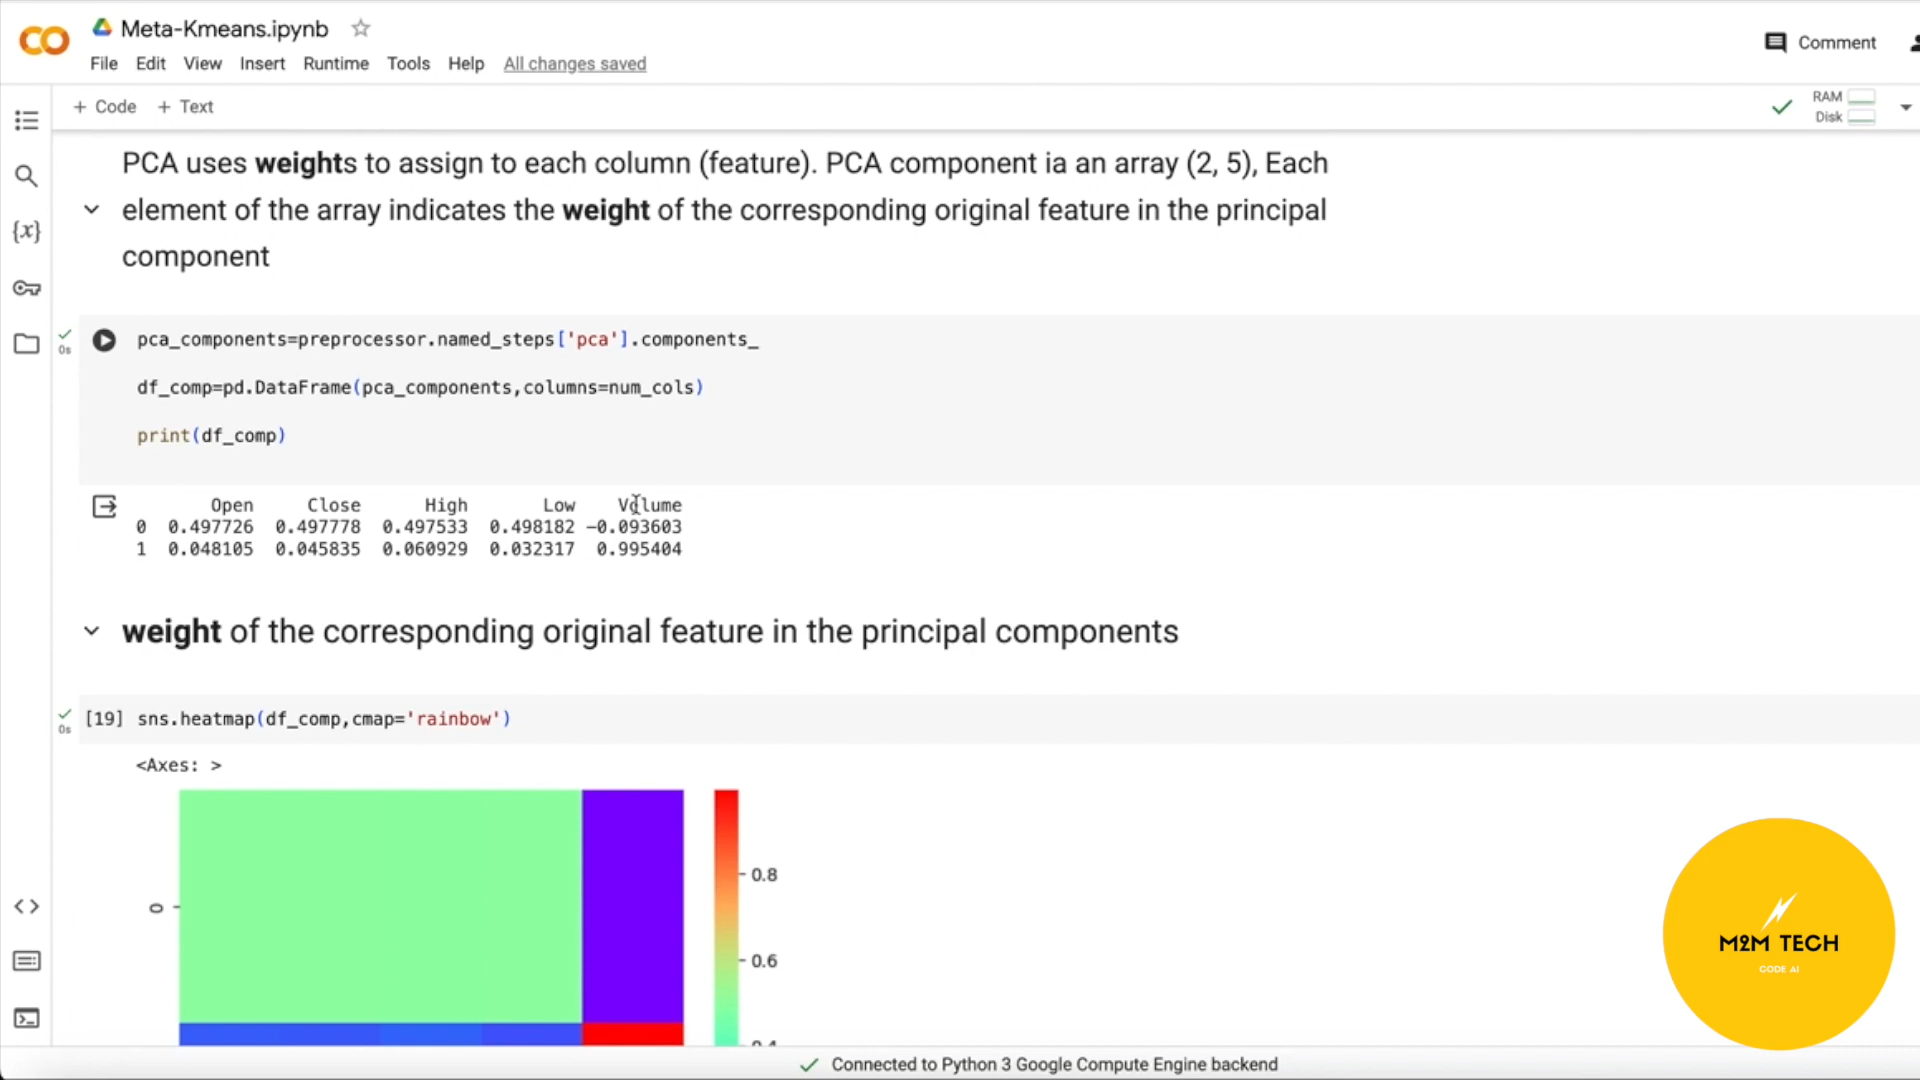 Meta-Kmeans.ipynb
Comment
File Edit View Insert Runtime Tools Help All changes saved
+ Code + Text
RAM
Disk
PCA uses weights to assign to each column (feature). PCA component ia an array (2, 5), Each
element of the array indicates the weight of the corresponding original feature in the principal
component
{x}
0s
pca_components=preprocessor.named_steps['pca'].components_
df_comp=pd.DataFrame(pca_components,columns=num_cols)
print(df_comp)
Open Close High Low Volume
0 0.497726 0.497778 0.497533 0.498182 -0.093603
1 0.048105 0.045835 0.060929 0.032317 0.995404
weight of the corresponding original feature in the principal components
0s
[19] sns.heatmap(df_comp,cmap='rainbow')
<Axes: >
0.8
0
0.6
0.4
M2M TECH
CODE AI
Connected to Python 3 Google Compute Engine backend